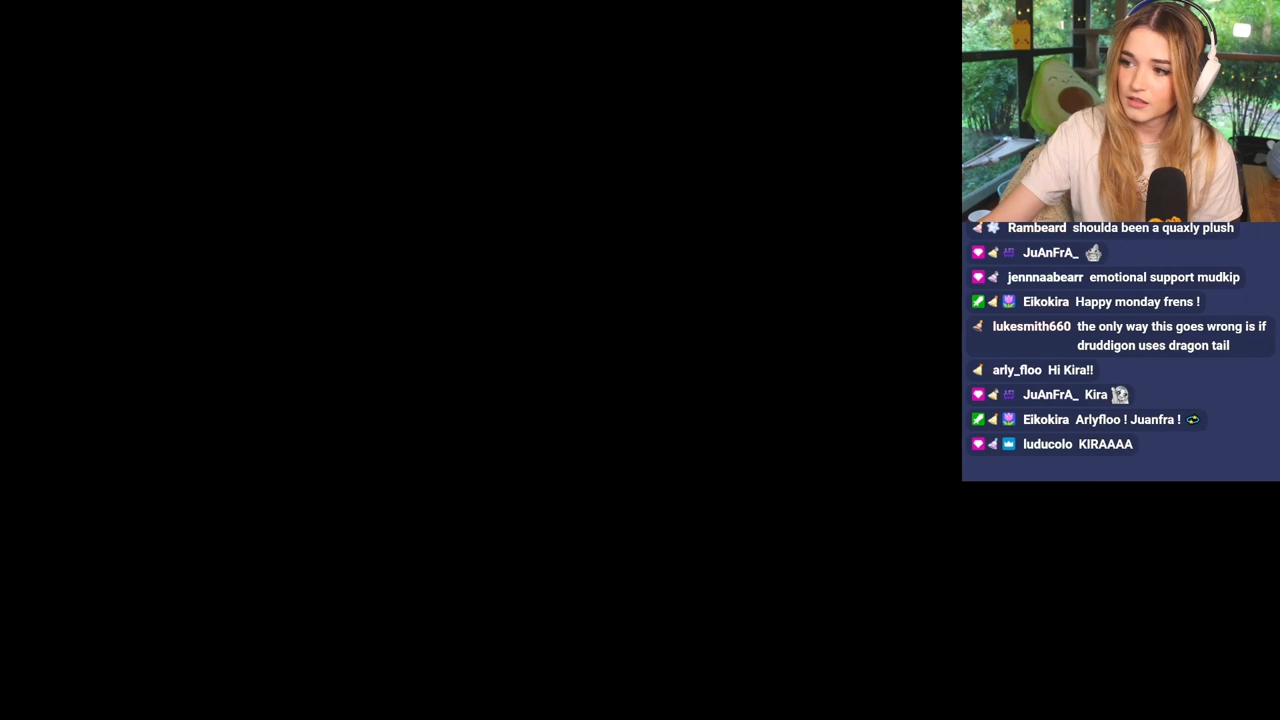 Rambeard shoulda been a quaxly plush
JuAnFrA_
jennnaabearr emotional support mudkip
Eikokira Happy monday frens !
lukesmith660 the only way this goes wrong is if
druddigon uses dragon tail
arly_floo Hi Kira!!
JuAnFrA_ Kira
Eikokira Arlyfloo ! Juanfra !
luducolo KIRAAAA